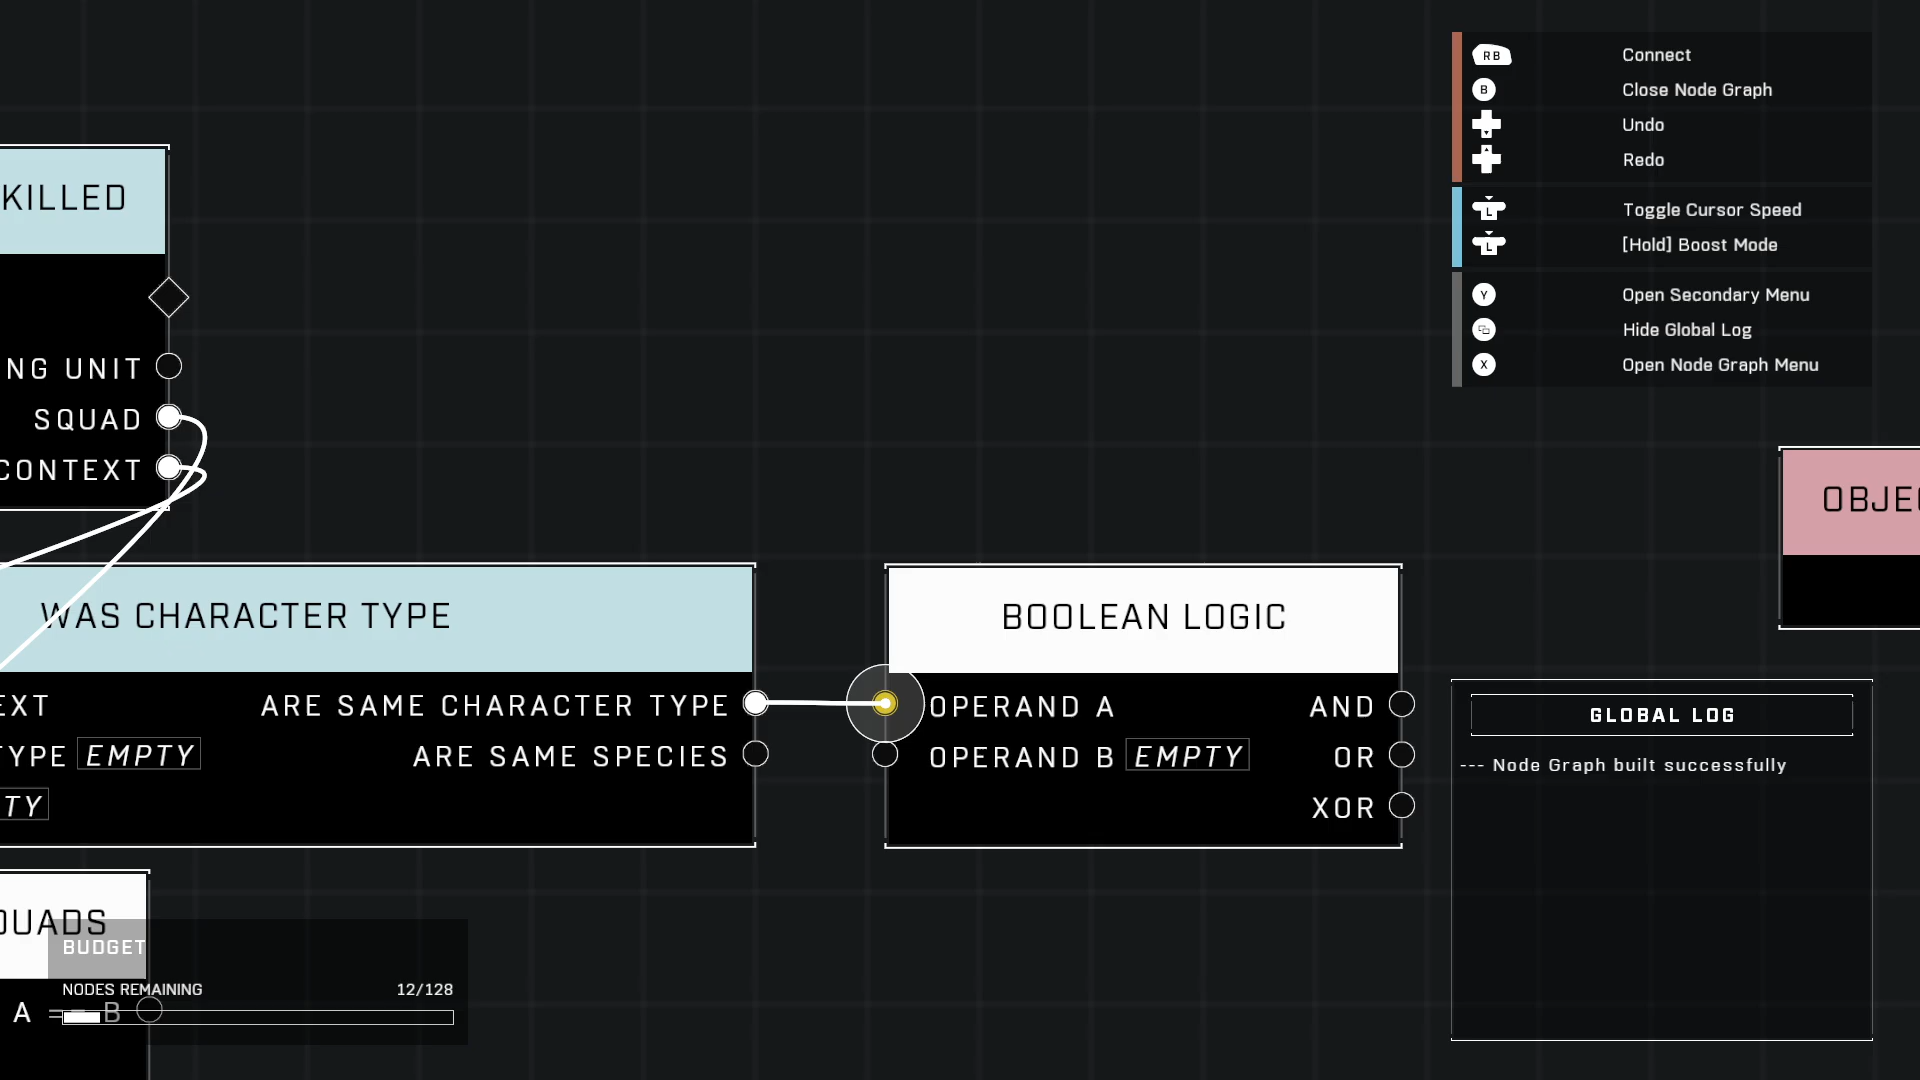 RB Connect
B Close Node Graph
Undo
Redo
L Toggle Cursor Speed
L [Hold] Boost Mode
Y Open Secondary Menu
Hide Global Log
X Open Node Graph Menu
KILLED
NG UNIT
SQUAD
CONTEXT
OBJEC
WAS CHARACTER TYPE
EXT
ARE SAME CHARACTER TYPE
TYPE EMPTY
ARE SAME SPECIES
TY
BOOLEAN LOGIC
OPERAND A
AND
OPERAND B EMPTY
OR
XOR
GLOBAL LOG
--- Node Graph built successfully
QUADS
BUDGET
NODES REMAINING 12/128
A == B